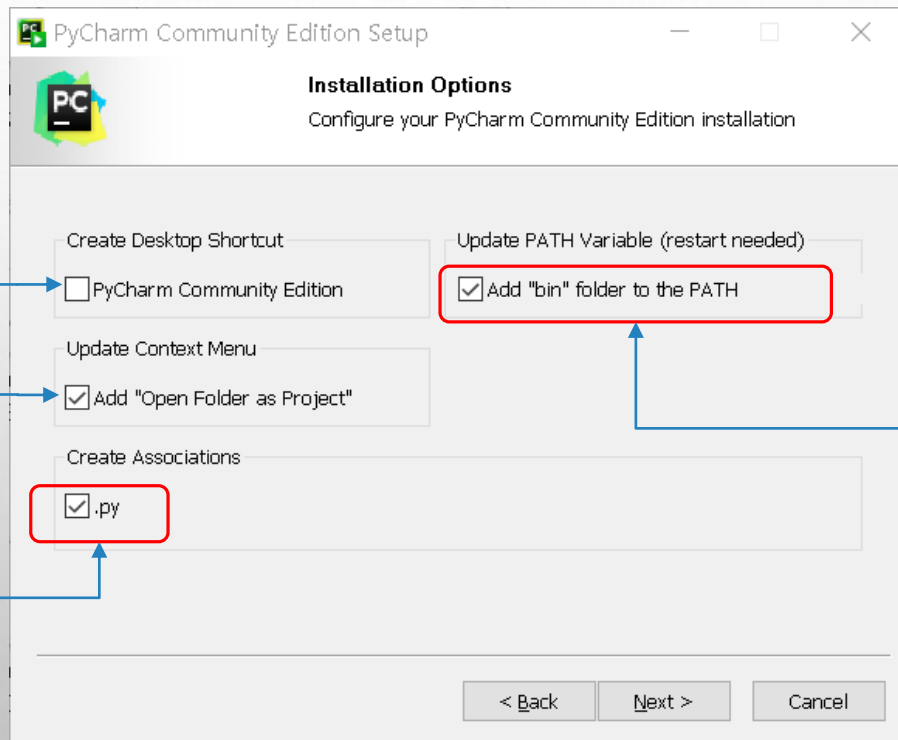 PyCharm Community Edition Setup
PC
Installation Options
Configure your PyCharm Community Edition installation
Create Desktop Shortcut
PyCharm Community Edition
Update PATH Variable (restart needed)
Add "bin" folder to the PATH
Update Context Menu
Add "Open Folder as Project"
Create Associations
.py
< Back
Next >
Cancel